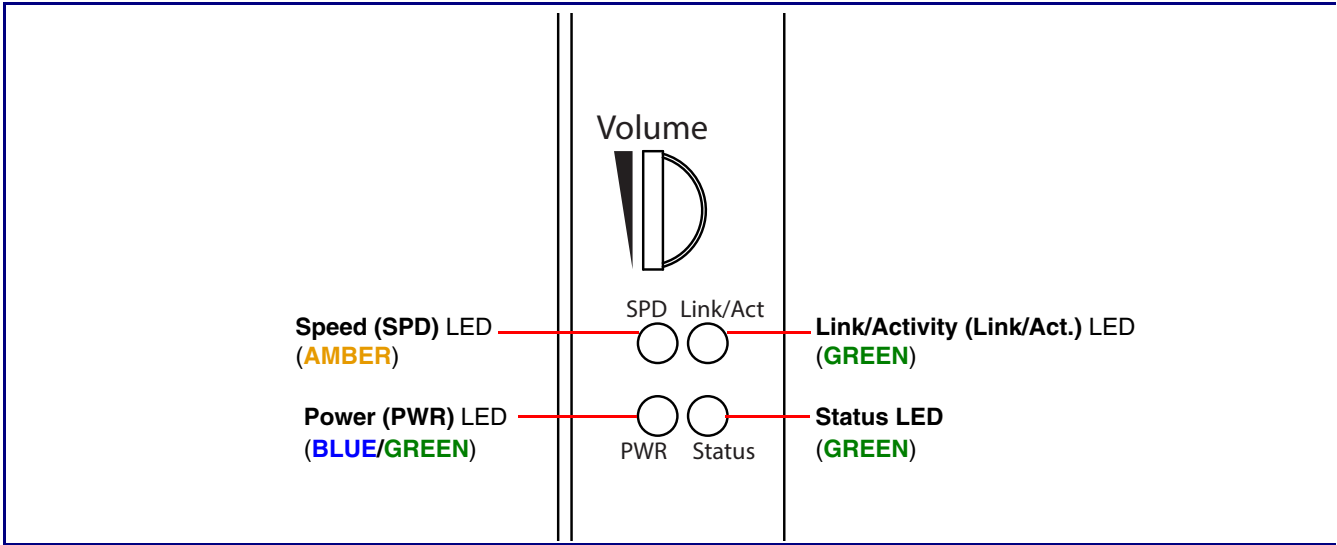 Volume
SPD Link/Act
Speed (SPD) LED
(AMBER)
Link/Activity (Link/Act.) LED
(GREEN)
Power (PWR) LED
(BLUE/GREEN)
Status LED
(GREEN)
PWR Status